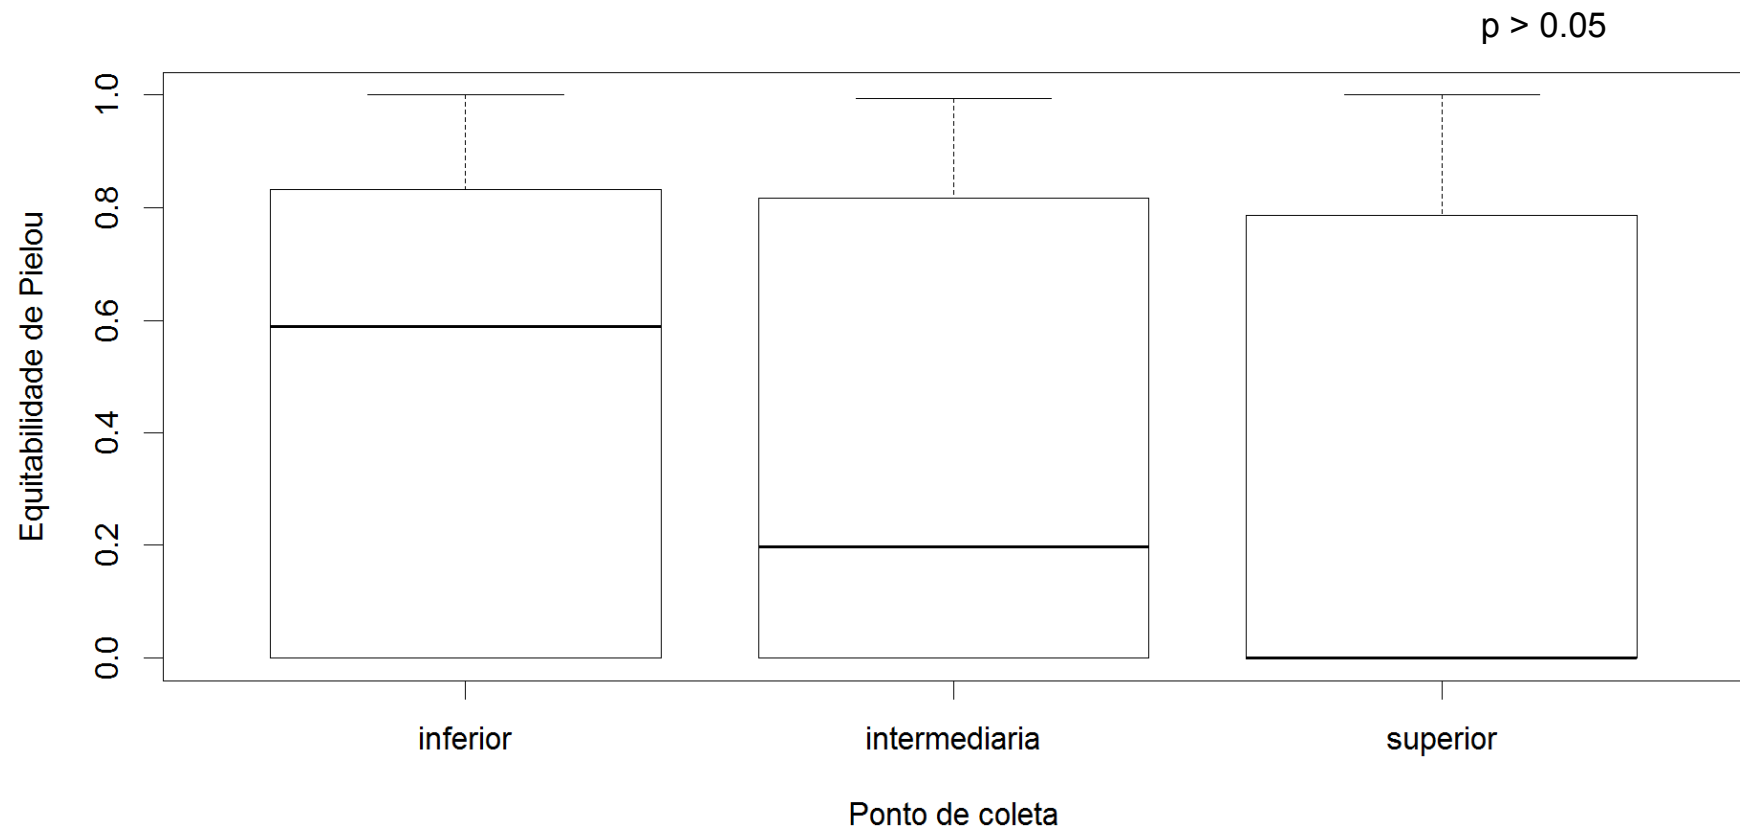 p > 0.05
Equitabilidade de Pielou
1.0
0.8
0.6
0.4
0.2
0.0
inferior
intermediaria
superior
Ponto de coleta